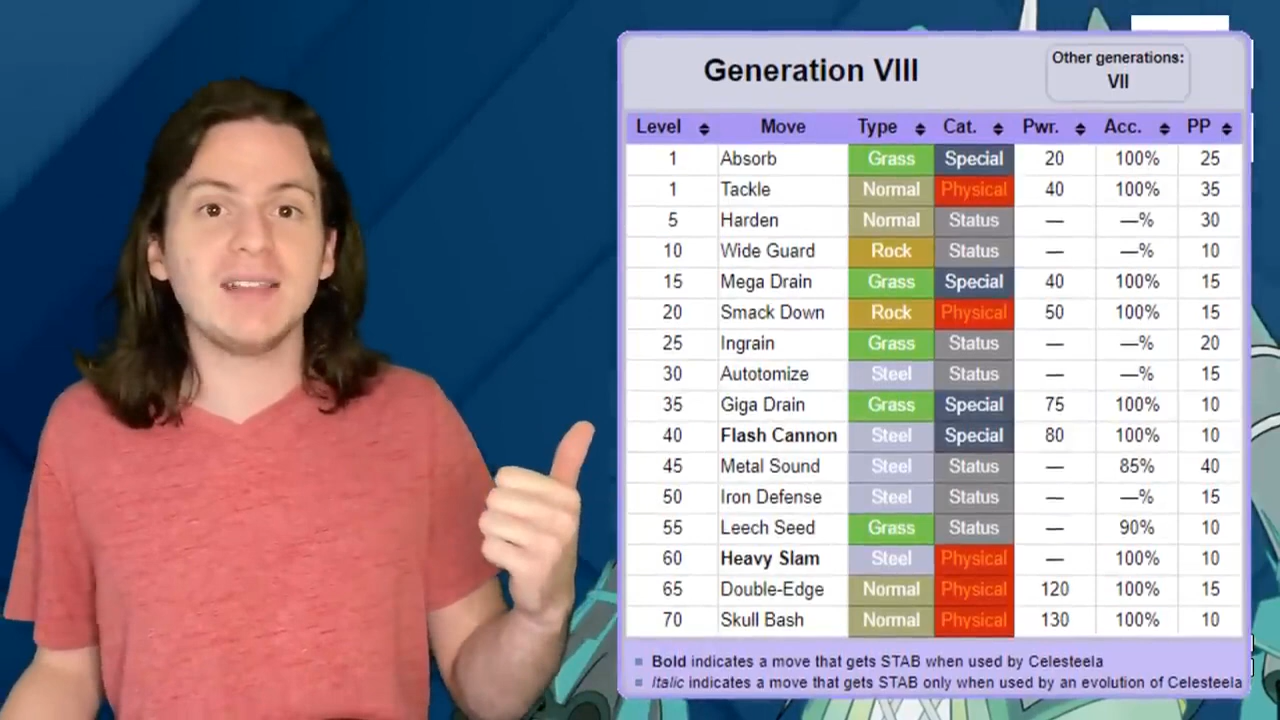 Generation VIII
Other generations:
VII
Level Move Type Cat. Pwr. Acc. PP
1 Absorb Grass Special 20 100% 25
1 Tackle Normal Physical 40 100% 35
5 Harden Normal Status — —% 30
10 Wide Guard Rock Status — —% 10
15 Mega Drain Grass Special 40 100% 15
20 Smack Down Rock Physical 50 100% 15
25 Ingrain Grass Status — —% 20
30 Autotomize Steel Status — —% 15
35 Giga Drain Grass Special 75 100% 10
40 Flash Cannon Steel Special 80 100% 10
45 Metal Sound Steel Status — 85% 40
50 Iron Defense Steel Status — —% 15
55 Leech Seed Grass Status — 90% 10
60 Heavy Slam Steel Physical — 100% 10
65 Double-Edge Normal Physical 120 100% 15
70 Skull Bash Normal Physical 130 100% 10
Bold indicates a move that gets STAB when used by Celesteela
Italic indicates a move that gets STAB only when used by an evolution of Celesteela